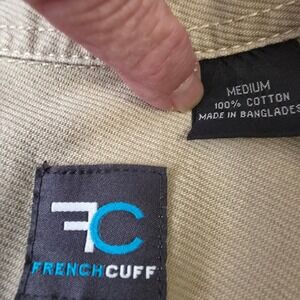 MEDIUM
100% COTTON
MADE IN BANGLADES
FC
FRENCHCUFF